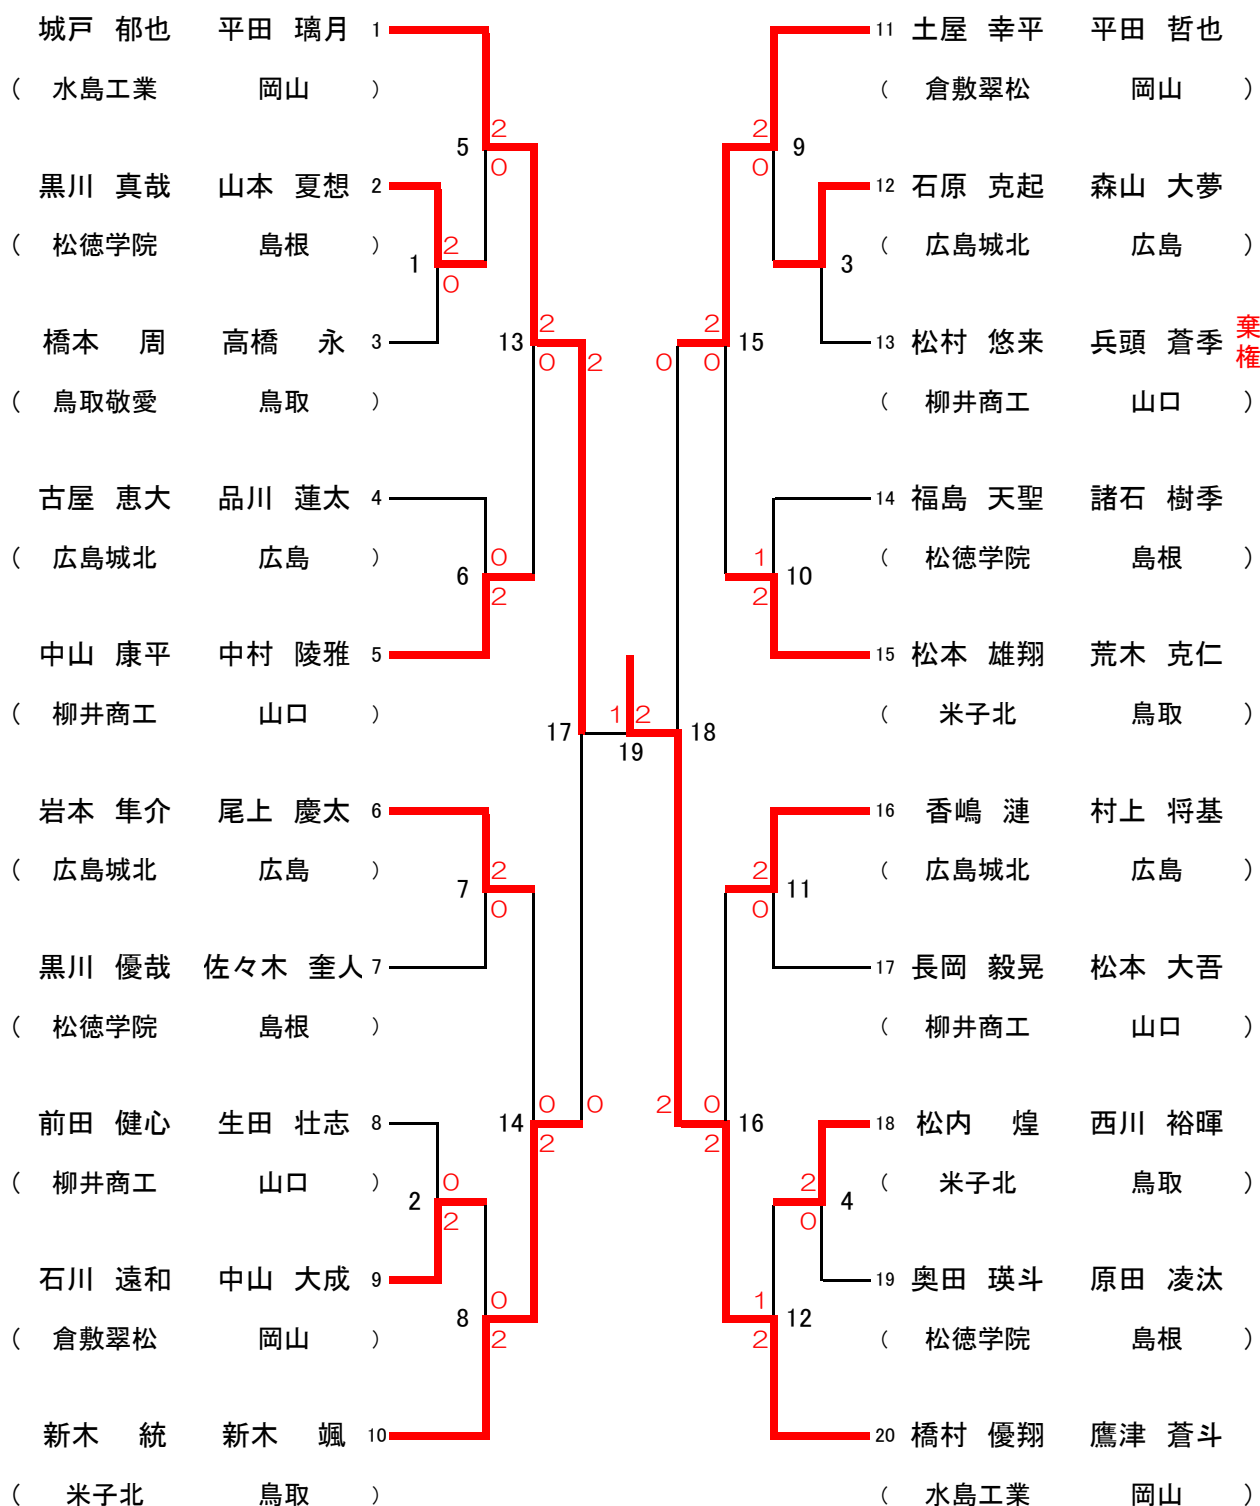 城戸 郁也 平田 璃月 1
( 水島工業 岡山 )
黒川 真哉 山本 夏想 2
( 松徳学院 島根 )
橋本 周 高橋 永 3
( 鳥取敬愛 鳥取 )
古屋 恵大 品川 蓮太 4
( 広島城北 広島 )
中山 康平 中村 陵雅 5
( 柳井商工 山口 )
岩本 隼介 尾上 慶太 6
( 広島城北 広島 )
黒川 優哉 佐々木 奎人 7
( 松徳学院 島根 )
前田 健心 生田 壮志 8
( 柳井商工 山口 )
石川 遠和 中山 大成 9
( 倉敷翠松 岡山 )
新木 統 新木 颯 10
( 米子北 鳥取 )
5 2
0
1 2
0
13 2 2
0
6 0
2
17
7 2
0
14 0 0
2
2 0
2
8 0
2
1 2
19
18
2 9
0
3
0 2 15
0
1 10
2
2 11
0
2 0 16
2
2 4
0
1 12
2
11 土屋 幸平 平田 哲也
( 倉敷翠松 岡山 )
12 石原 克起 森山 大夢
( 広島城北 広島 )
13 松村 悠来 兵頭 蒼季 棄権
( 柳井商工 山口 )
14 福島 天聖 諸石 樹季
( 松徳学院 島根 )
15 松本 雄翔 荒木 克仁
( 米子北 鳥取 )
16 香嶋 漣 村上 将基
( 広島城北 広島 )
17 長岡 毅晃 松本 大吾
( 柳井商工 山口 )
18 松内 煌 西川 裕暉
( 米子北 鳥取 )
19 奥田 瑛斗 原田 凌汰
( 松徳学院 島根 )
20 橋村 優翔 鷹津 蒼斗
( 水島工業 岡山 )